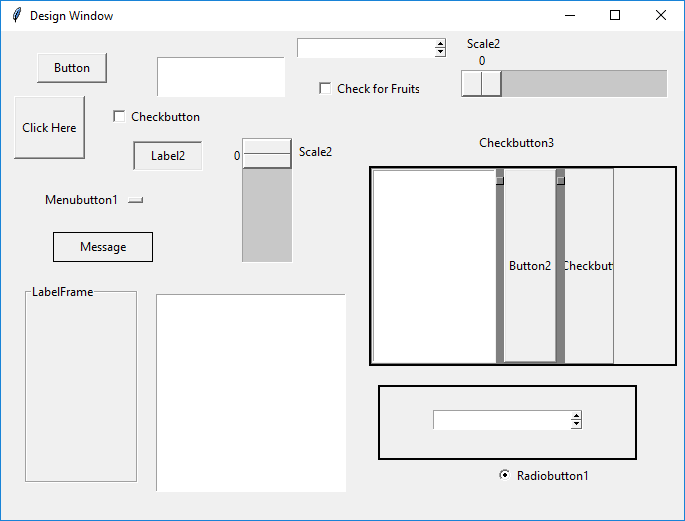 Design Window
Scale2
0
Button
Check for Fruits
Checkbutton
Click Here
Checkbutton3
Label2
0
Scale2
Menubutton1
Message
Button2
Checkbutt
LabelFrame
Radiobutton1